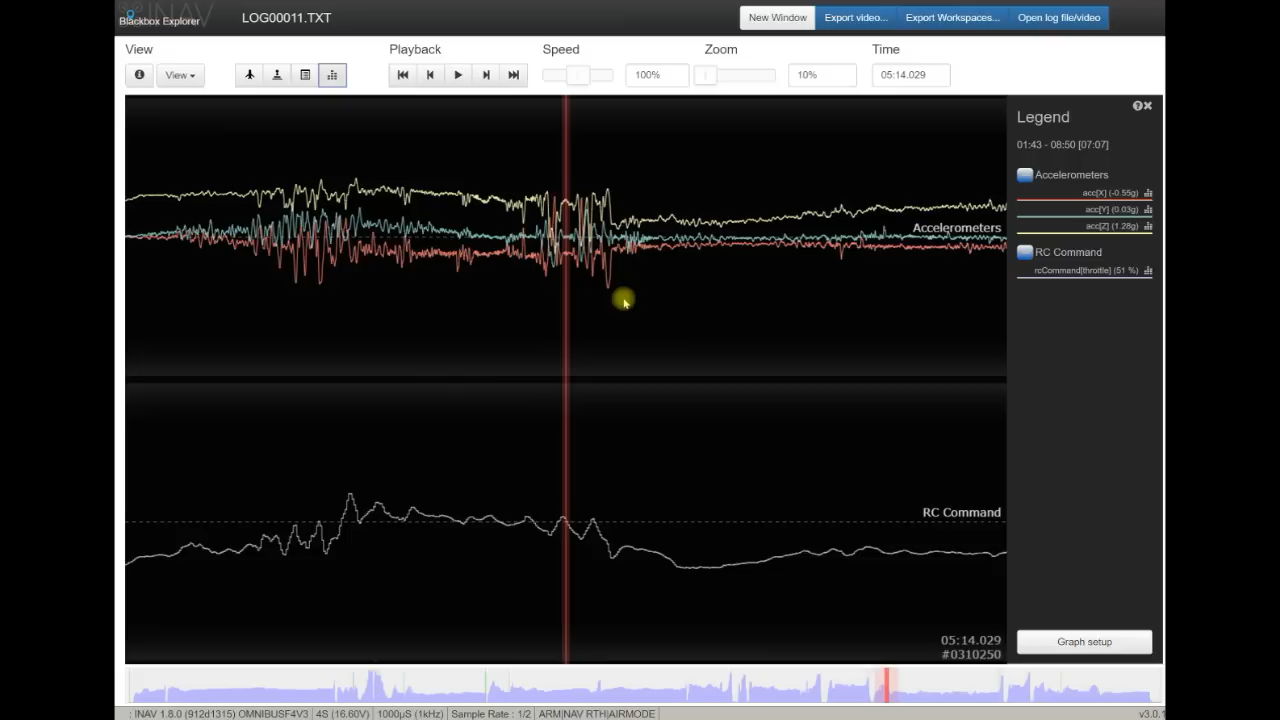 INAV
Blackbox Explorer
LOG00011.TXT
New Window
Export video...
Export Workspaces...
Open log file/video
View
Playback
Speed
Zoom
Time
View
100%
10%
05:14.029
Legend
01:43 - 08:50 [07:07]
Accelerometers
acc[X] (-0.55g)
acc[Y] (0.03g)
acc[Z] (1.28g)
RC Command
rcCommand[throttle] (51 %)
Accelerometers
RC Command
05:14.029
#0310250
Graph setup
: INAV 1.8.0 (912d1315) OMNIBUSF4V3
4S (16.60V)
1000µS (1kHz)
Sample Rate : 1/2
ARM|NAV RTH|AIRMODE